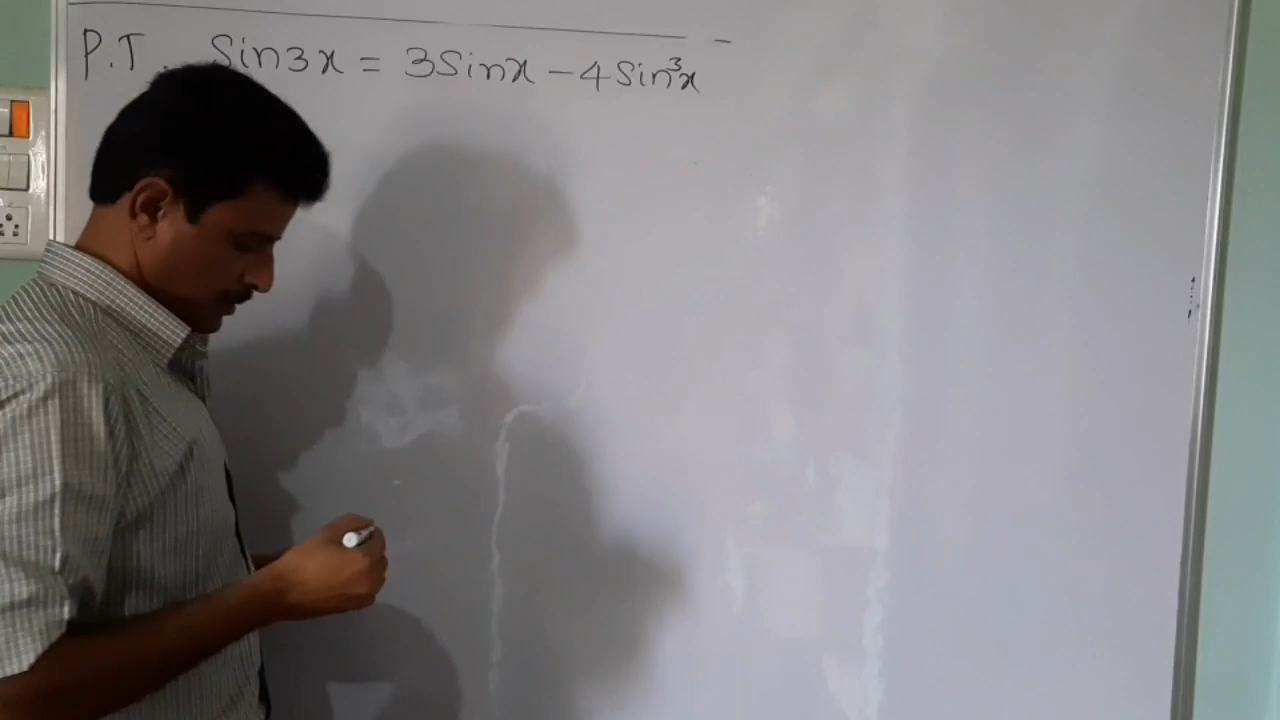 P.T. Sin3x = 3Sinx - 4Sin³x